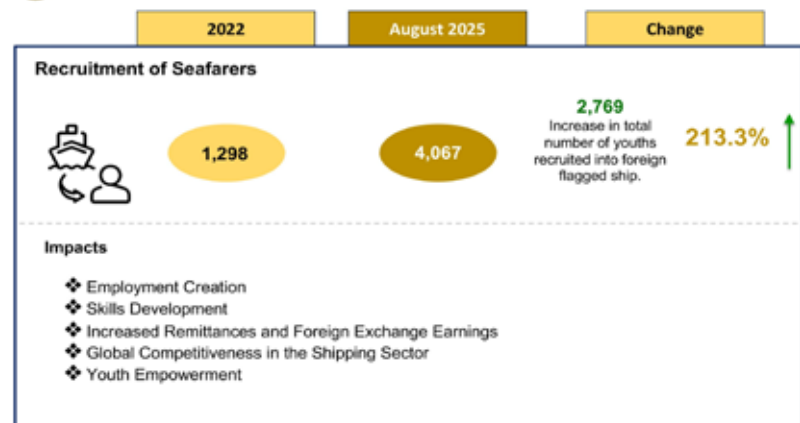 2022
August 2025
Change
Recruitment of Seafarers
1,298
4,067
2,769
Increase in total
number of youths
recruited into foreign
flagged ship.
213.3%
Impacts
❖ Employment Creation
❖ Skills Development
❖ Increased Remittances and Foreign Exchange Earnings
❖ Global Competitiveness in the Shipping Sector
❖ Youth Empowerment